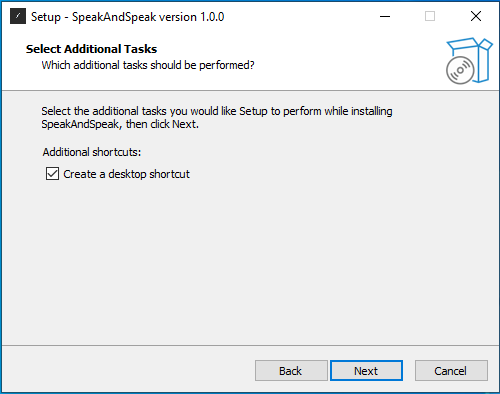 Setup - SpeakAndSpeak version 1.0.0
Select Additional Tasks
Which additional tasks should be performed?
Select the additional tasks you would like Setup to perform while installing
SpeakAndSpeak, then click Next.
Additional shortcuts:
Create a desktop shortcut
Back
Next
Cancel